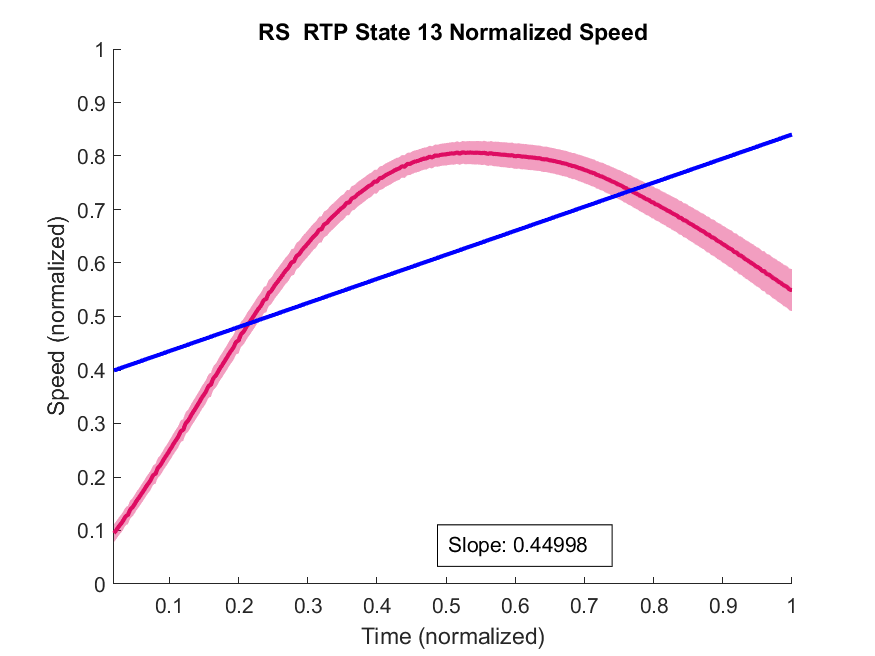 RS  RTP State 13 Normalized Speed
1
0.9
0.8
0.7
0.6
0.5
0.4
0.3
0.2
0.1
0
Speed (normalized)
Slope: 0.44998
0.1 0.2 0.3 0.4 0.5 0.6 0.7 0.8 0.9 1
Time (normalized)